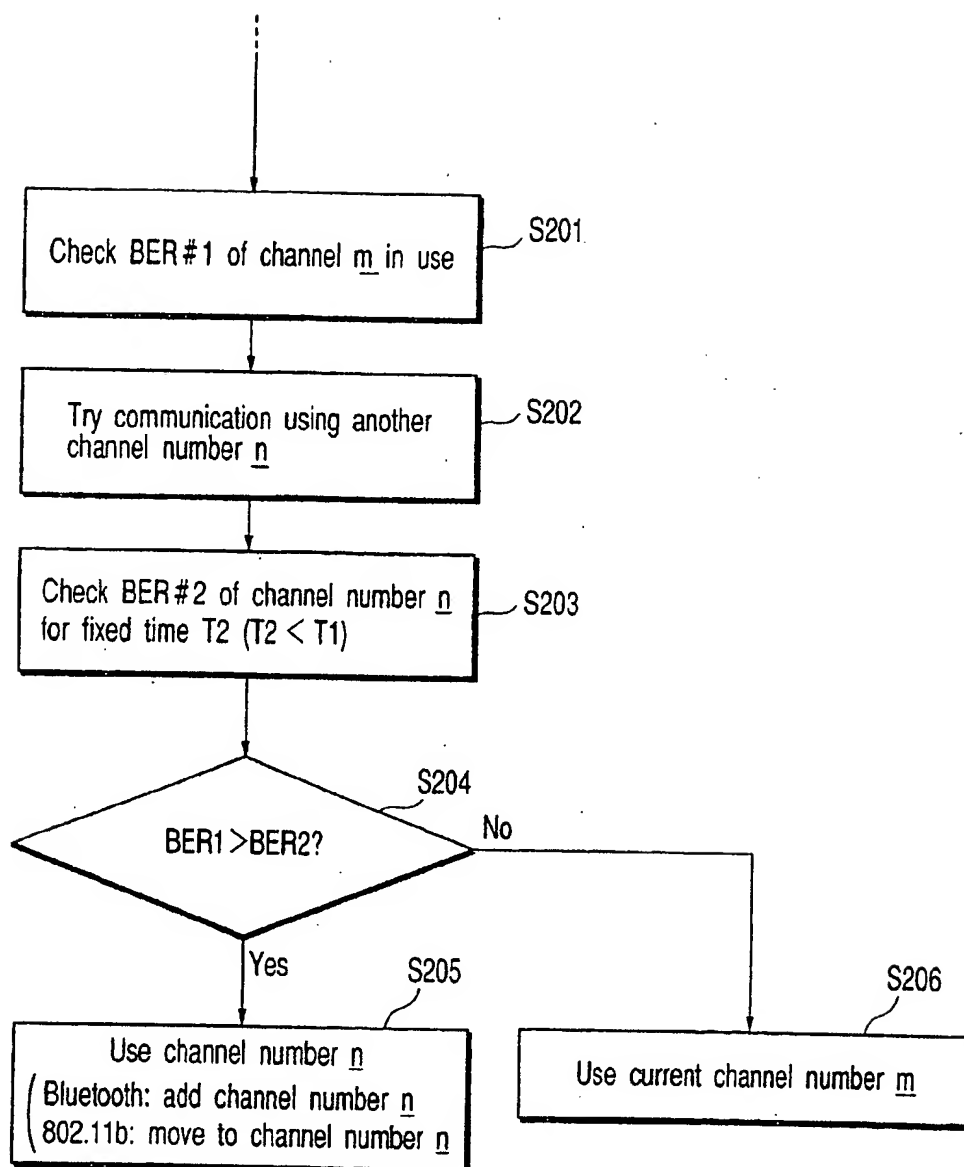 Check BER#1 of channel m in use
S201
Try communication using another
channel number n
S202
Check BER#2 of channel number n
for fixed time T2 (T2 < T1)
S203
S204
BER1>BER2?
No
Yes
S205
Use channel number n
(Bluetooth: add channel number n
802.11b: move to channel number n
S206
Use current channel number m